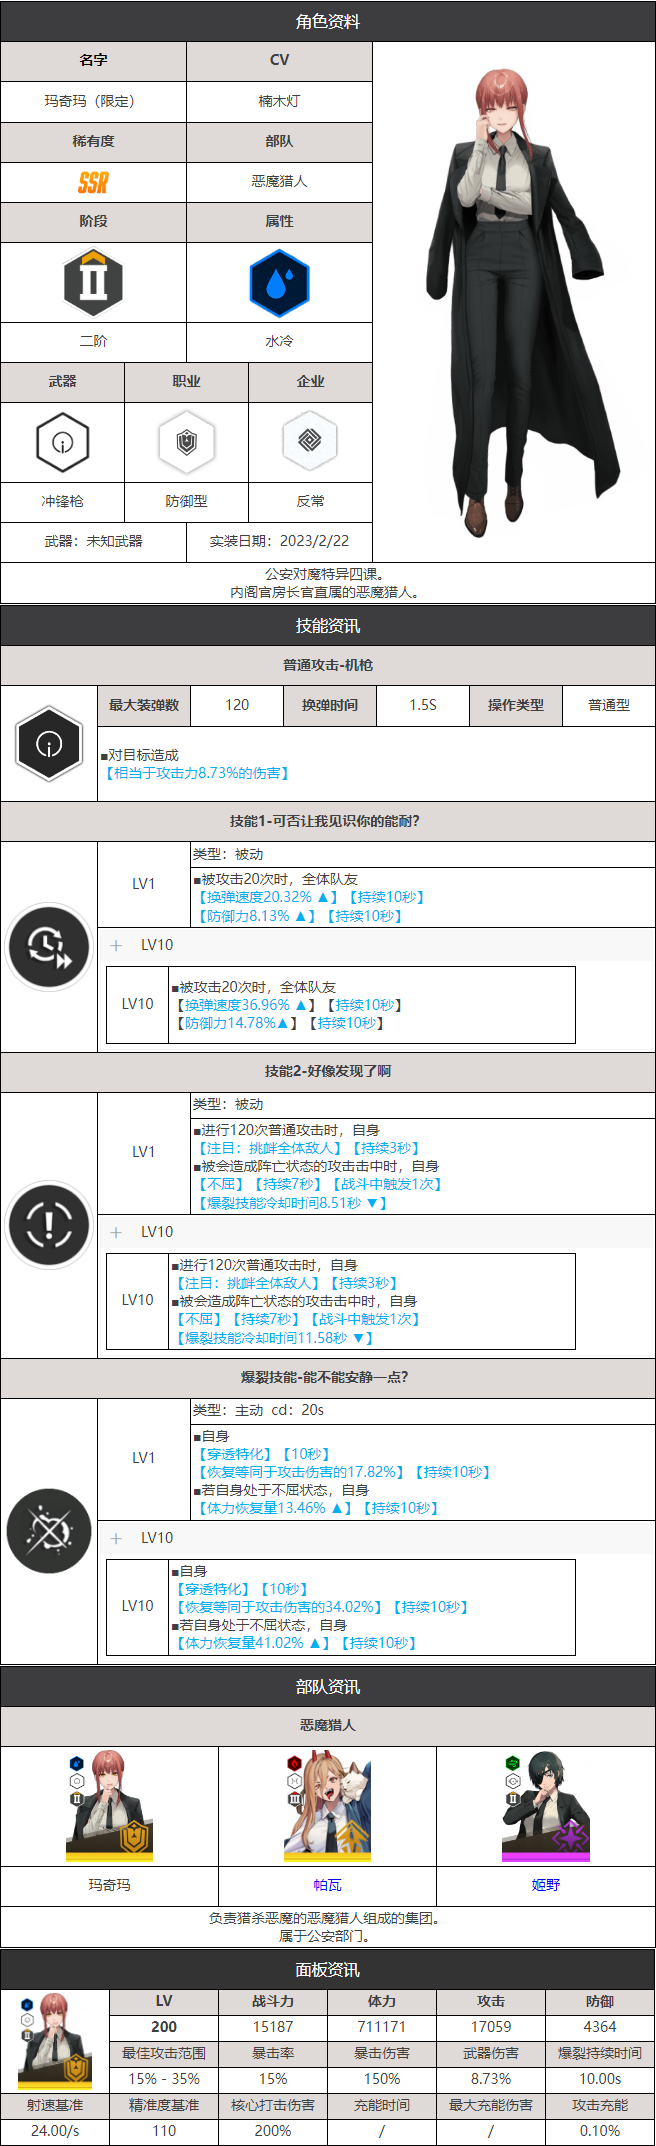 角色资料
名字
CV
玛奇玛（限定）
楠木灯
稀有度
部队
SSR
恶魔猎人
阶段
属性
二阶
水冷
武器
职业
企业
冲锋枪
防御型
反常
武器：未知武器
实装日期：2023/2/22
公安对魔特异四课。
内阁官房长官直属的恶魔猎人。
技能资讯
普通攻击-机枪
最大装弹数
120
换弹时间
1.5S
操作类型
普通型
■对目标造成
【相当于攻击力8.73%的伤害】
技能1-可否让我见识你的能耐？
LV1
类型：被动
■被攻击20次时，全体队友
【换弹速度20.32% ▲】【持续10秒】
【防御力8.13% ▲】【持续10秒】
+ LV10
LV10
■被攻击20次时，全体队友
【换弹速度36.96% ▲】【持续10秒】
【防御力14.78%▲】【持续10秒】
技能2-好像发现了啊
LV1
类型：被动
■进行120次普通攻击时，自身
【注目：挑衅全体敌人】【持续3秒】
■被会造成阵亡状态的攻击击中时，自身
【不屈】【持续7秒】【战斗中触发1次】
【爆裂技能冷却时间8.51秒 ▼】
+ LV10
LV10
■进行120次普通攻击时，自身
【注目：挑衅全体敌人】【持续3秒】
■被会造成阵亡状态的攻击击中时，自身
【不屈】【持续7秒】【战斗中触发1次】
【爆裂技能冷却时间11.58秒 ▼】
爆裂技能-能不能安静一点？
LV1
类型：主动 cd：20s
■自身
【穿透特化】【10秒】
【恢复等同于攻击伤害的17.82%】【持续10秒】
■若自身处于不屈状态，自身
【体力恢复量13.46% ▲】【持续10秒】
+ LV10
LV10
■自身
【穿透特化】【10秒】
【恢复等同于攻击伤害的34.02%】【持续10秒】
■若自身处于不屈状态，自身
【体力恢复量41.02% ▲】【持续10秒】
部队资讯
恶魔猎人
玛奇玛
帕瓦
姬野
负责猎杀恶魔的恶魔猎人组成的集团。
属于公安部门。
面板资讯
LV
战斗力
体力
攻击
防御
200
15187
711171
17059
4364
最佳攻击范围
暴击率
暴击伤害
武器伤害
爆裂持续时间
15% - 35%
15%
150%
8.73%
10.00s
射速基准
精准度基准
核心打击伤害
充能时间
最大充能伤害
攻击充能
24.00/s
110
200%
/
/
0.10%